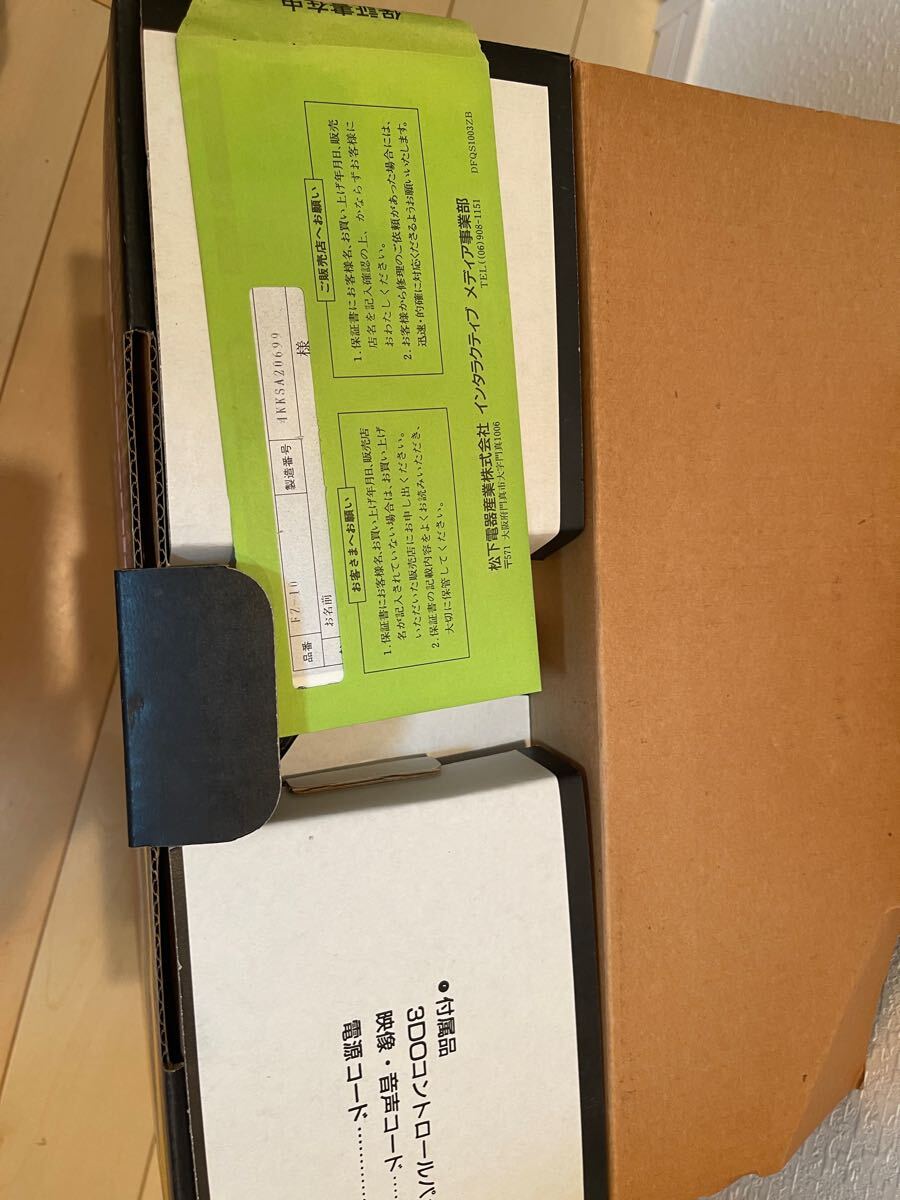 保証書在中
品番 FZ-10 製造番号 4KKSA20699
お名前 様
お客さまへお願い
1. 保証書にお客様名、お買い上げ年月日、販売店
名が記入されていない場合は、お買い上げ
いただいた販売店にお申し出ください。
2. 保証書の記載内容をよくお読みいただき、
大切に保管してください。
ご販売店へお願い
1. 保証書にお客様名、お買い上げ年月日、販売
店名を記入確認の上、かならずお客様に
おわたしください。
2. お客様から修理のご依頼があった場合には、
迅速・的確に対応くださるようお願いいたします。
松下電器産業株式会社 インタラクティブ メディア事業部
〒571 大阪府門真市大字門真1006 TEL((06)908-1151
DFQS1003ZB
●付属品
3DOコントロールパ
映像・音声コード……
電源コード…………